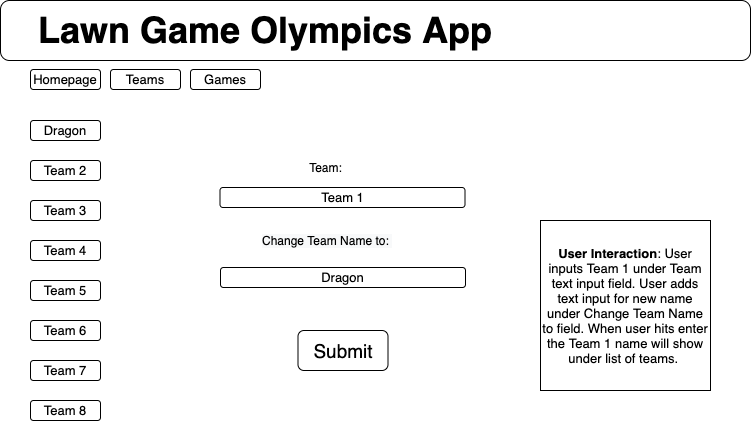 Lawn Game Olympics App
Homepage
Teams
Games
Dragon
Team 2
Team 3
Team 4
Team 5
Team 6
Team 7
Team 8
Team:
Team 1
Change Team Name to:
Dragon
Submit
User Interaction: User
inputs Team 1 under Team
text input field. User adds
text input for new name
under Change Team Name
to field. When user hits enter
the Team 1 name will show
under list of teams.